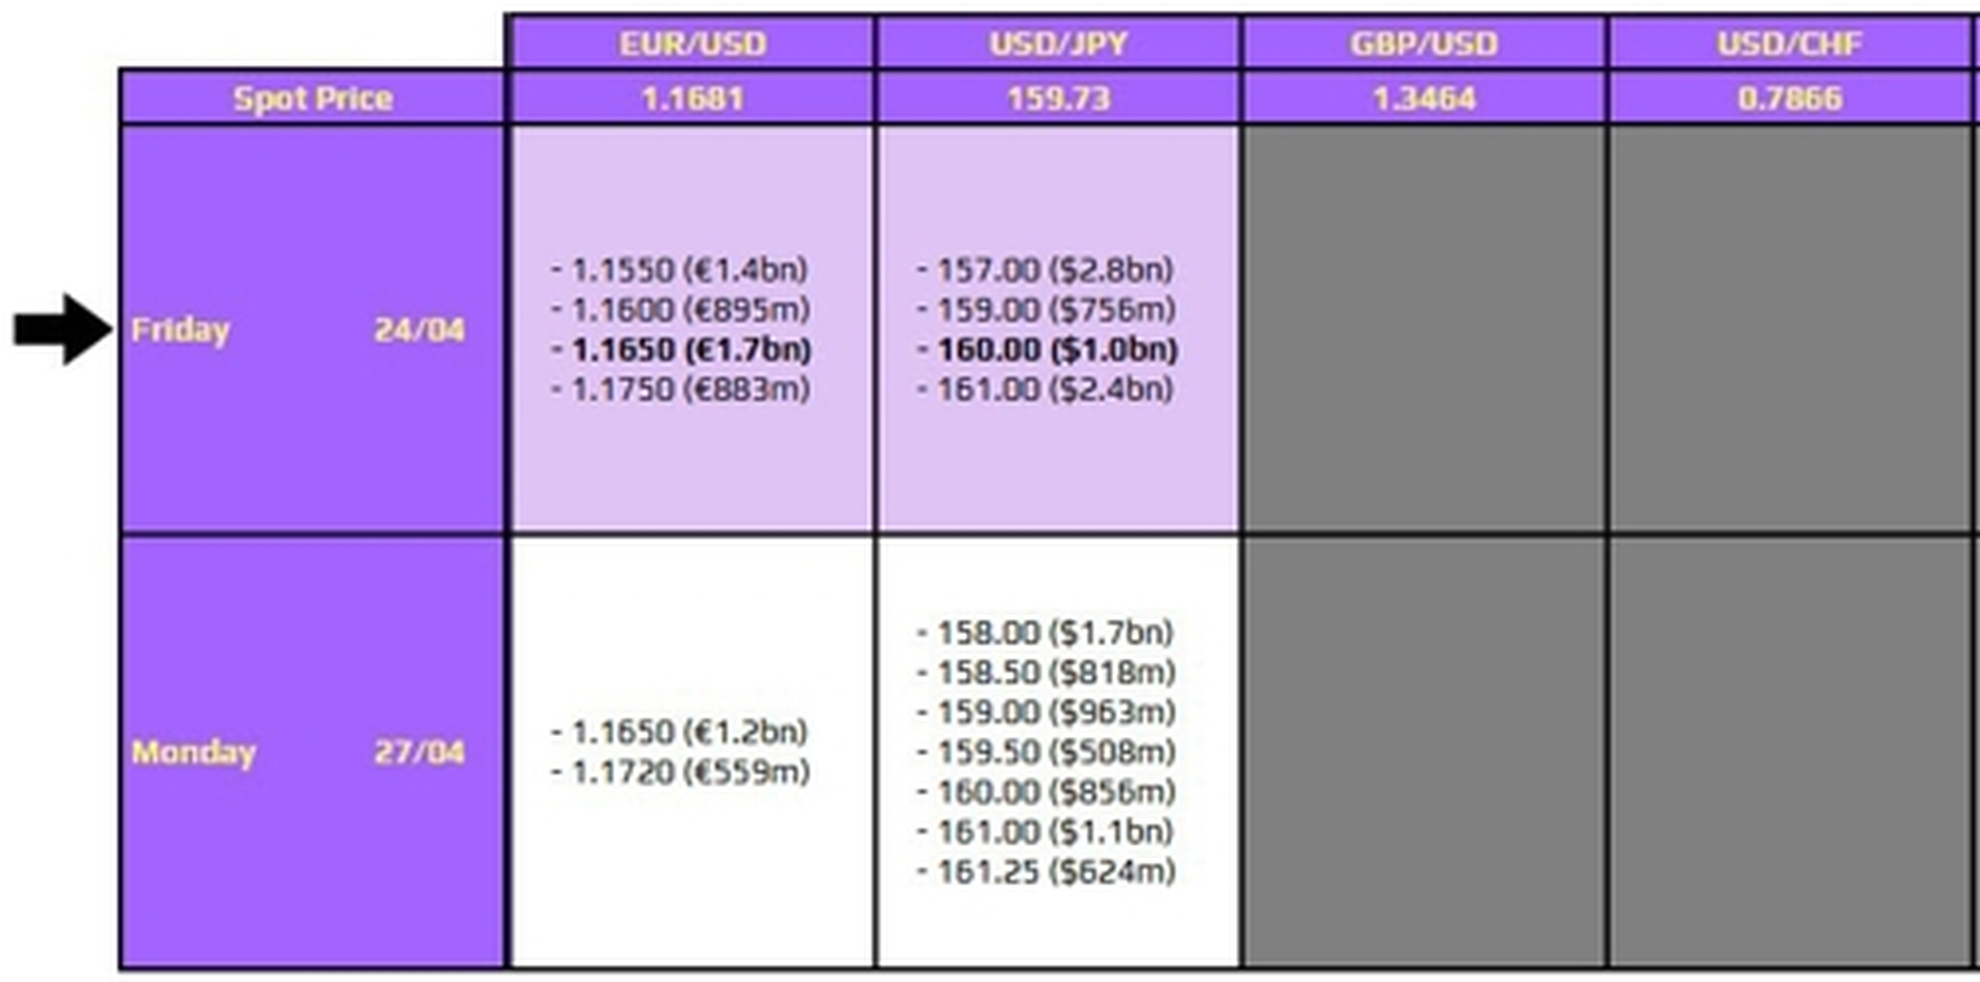 EUR/USD USD/JPY GBP/USD USD/CHF
Spot Price 1.1681 159.73 1.3464 0.7866
Friday 24/04
- 1.1550 (€1.4bn)
- 1.1600 (€895m)
- 1.1650 (€1.7bn)
- 1.1750 (€883m)
- 157.00 ($2.8bn)
- 159.00 ($756m)
- 160.00 ($1.0bn)
- 161.00 ($2.4bn)
Monday 27/04
- 1.1650 (€1.2bn)
- 1.1720 (€559m)
- 158.00 ($1.7bn)
- 158.50 ($818m)
- 159.00 ($963m)
- 159.50 ($508m)
- 160.00 ($856m)
- 161.00 ($1.1bn)
- 161.25 ($624m)